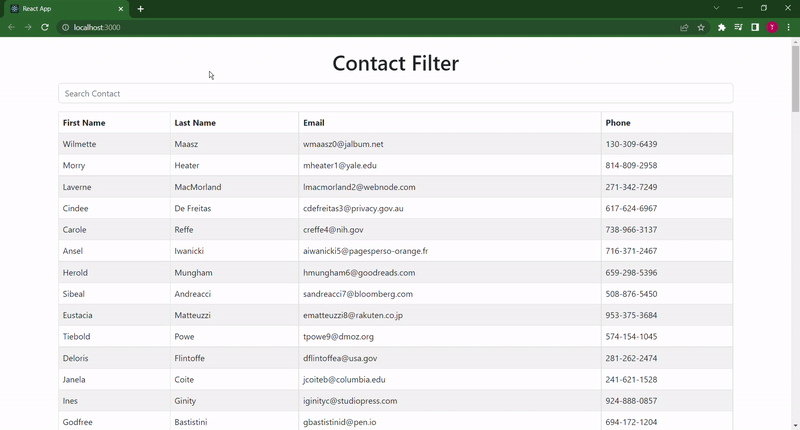 React App
localhost:3000
T
Contact Filter
Search Contact
First Name Last Name Email Phone
Wilmette Maasz wmaasz0@jalbum.net 130-309-6439
Morry Heater mheater1@yale.edu 814-809-2958
Laverne MacMorland lmacmorland2@webnode.com 271-342-7249
Cindee De Freitas cdefreitas3@privacy.gov.au 617-624-6967
Carole Reffe creffe4@nih.gov 738-966-3137
Ansel Iwanicki aiwanicki5@pagesperso-orange.fr 716-371-2467
Herold Mungham hmungham6@goodreads.com 659-298-5396
Sibeal Andreacci sandreacci7@bloomberg.com 508-876-5450
Eustacia Matteuzzi ematteuzzi8@rakuten.co.jp 953-375-3684
Tiebold Powe tpowe9@dmoz.org 574-154-1045
Deloris Flintoffe dflintoffea@usa.gov 281-262-2474
Janela Coite jcoiteb@columbia.edu 241-621-1528
Ines Ginity iginityc@studiopress.com 924-888-0857
Godfree Bastistini gbastistinid@pen.io 694-172-1204